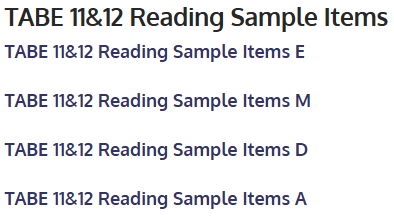 TABE 11&12 Reading Sample Items
TABE 11&12 Reading Sample Items E
TABE 11&12 Reading Sample Items M
TABE 11&12 Reading Sample Items D
TABE 11&12 Reading Sample Items A